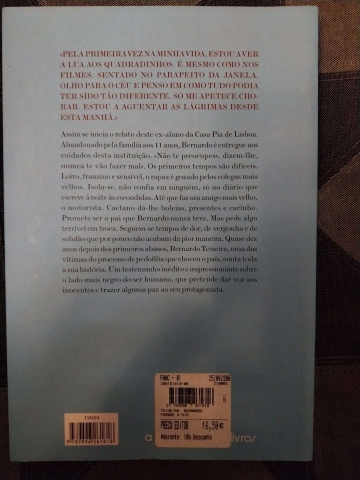 «PELA PRIMEIRA VEZ NA MINHA VIDA, ESTOU A VER
A LUA AOS QUADRADINHOS. É MESMO COMO NOS
FILMES. SENTADO NO PARAPEITO DA JANELA,
OLHO PARA O CÉU E PENSO EM COMO TUDO PODIA
TER SIDO TÃO DIFERENTE. SÓ ME APETECE CHO-
RAR. ESTOU A AGUENTAR AS LÁGRIMAS DESDE
ESTA MANHÃ.»
Assim se inicia o relato deste ex-aluno da Casa Pia de Lisboa.
Abandonado pela família aos 11 anos, Bernardo é entregue aos
cuidados desta instituição. «Não te preocupes», dizem-lhe,
«nunca te vão fazer mal». Os primeiros tempos são difíceis.
Loiro, franzino e sensível, o rapaz é gozado pelos colegas mais
velhos. Isola-se, não confia em ninguém, só no diário que
escreve à noite às escondidas. Até que faz um amigo mais velho,
o motorista. Caetano dá-lhe boleias, presentes e carinho.
Promete ser o pai que Bernardo nunca teve. Mas pede algo
terrível em troca. Seguem-se tempos de dor, de vergonha e de
solidão que por pouco não acabam da pior maneira. Quase dez
anos depois dos primeiros abusos, Bernardo Teixeira, uma das
vítimas do processo de pedofilia que chocou o país, conta toda
a sua história. Um testemunho inédito e impressionante sobre
o lado mais negro do ser humano, que pretende dar voz aos
inocentes e trazer alguma paz ao seu protagonista.
FNAC - 01
TEIXEIRA, BERNARDO
PREÇO EDITOR 16,50
Aderente: 10% Desconto
livros